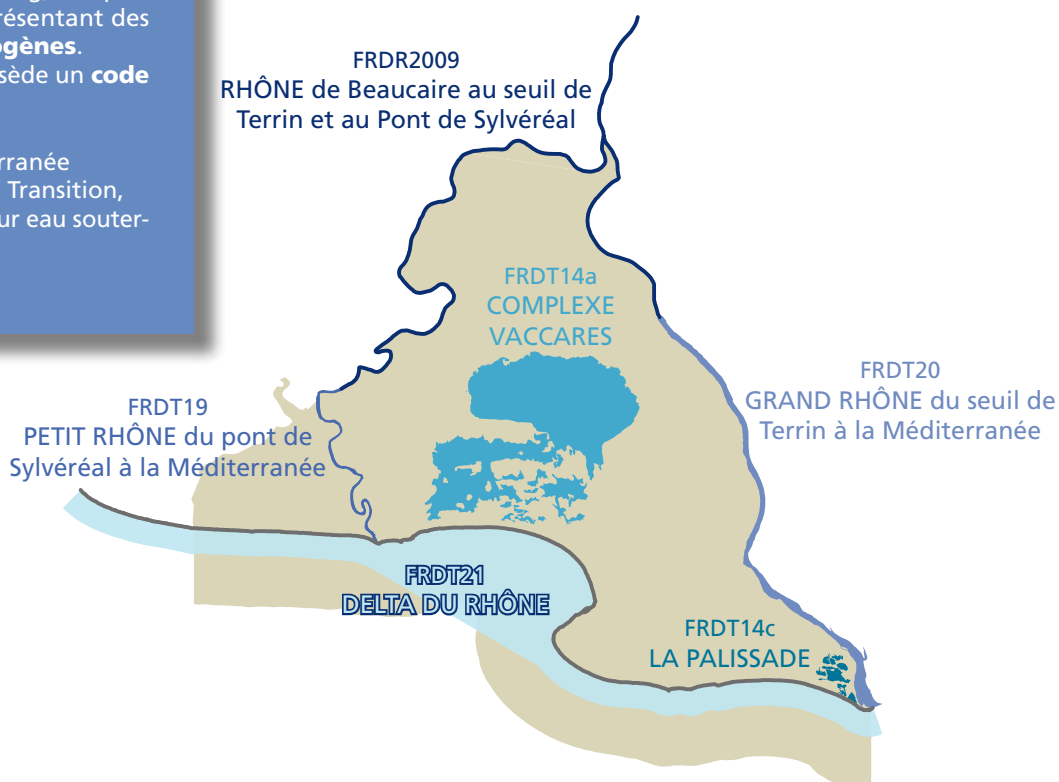 résentant des
ogènes.
sède un code
rranée
Transition,
ur eau souter-
FRDR2009
RHÔNE de Beaucaire au seuil de
Terrin et au Pont de Sylvéréal
FRDT14a
COMPLEXE
VACCARES
FRDT20
GRAND RHÔNE du seuil de
Terrin à la Méditerranée
FRDT19
PETIT RHÔNE du pont de
Sylvéréal à la Méditerranée
FRDT21
DELTA DU RHÔNE
FRDT14c
LA PALISSADE